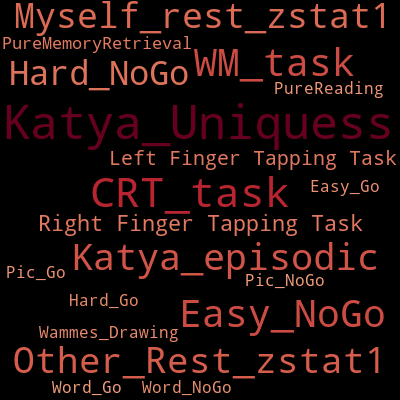 Myself_rest_zstat1
PureMemoryRetrieval
Hard_NoGo WM_task
PureReading
Katya_Uniquess
Left Finger Tapping Task
CRT_task Easy_Go
Right Finger Tapping Task
Katya_episodic
Pic_Go Pic_NoGo
Hard_Go
Easy_NoGo
Wammes_Drawing
Other_Rest_zstat1
Word_Go Word_NoGo